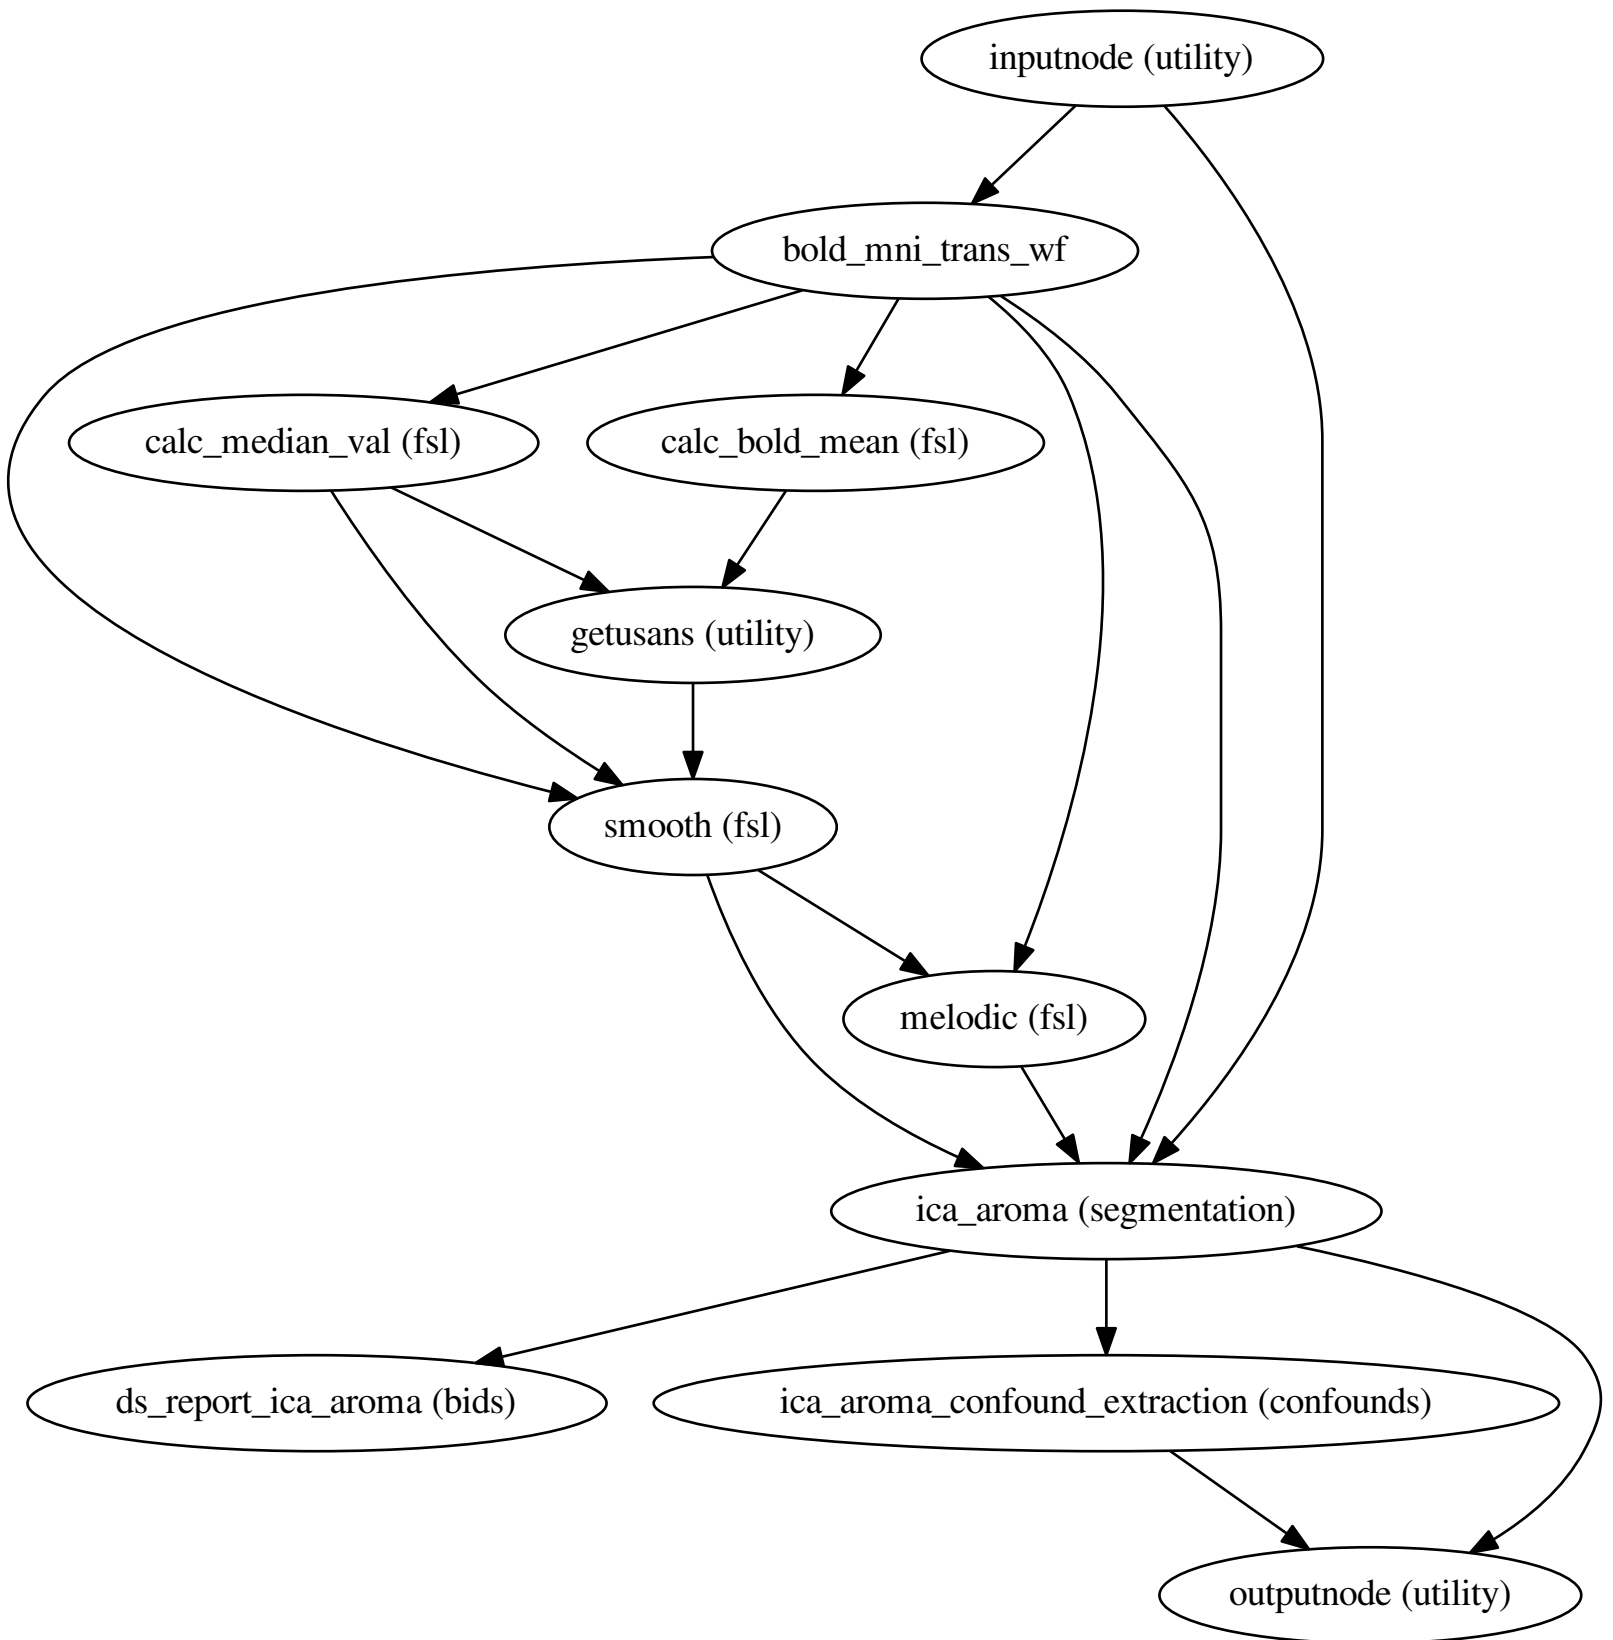 inputnode (utility)
bold_mni_trans_wf
calc_median_val (fsl)
calc_bold_mean (fsl)
getusans (utility)
smooth (fsl)
melodic (fsl)
ica_aroma (segmentation)
ds_report_ica_aroma (bids)
ica_aroma_confound_extraction (confounds)
outputnode (utility)